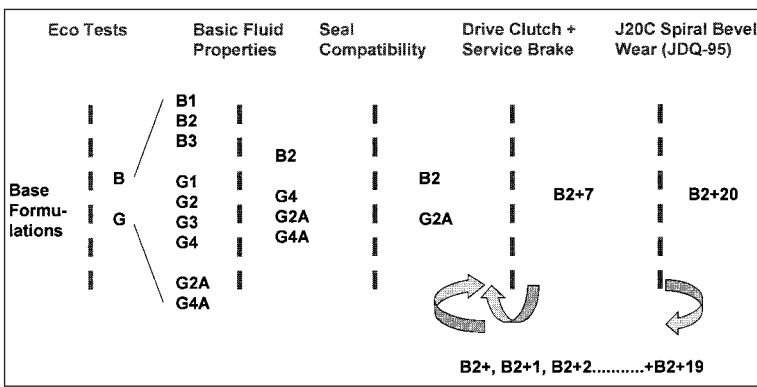 Eco Tests
Basic Fluid
Properties
Seal
Compatibility
Drive Clutch +
Service Brake
J20C Spiral Bevel
Wear (JDQ-95)
Base
Formu-
lations
B
G
B1
B2
B3
G1
G2
G3
G4
G2A
G4A
B2
G4
G2A
G4A
B2
G2A
B2+7
B2+20
B2+, B2+1, B2+2...........+B2+19